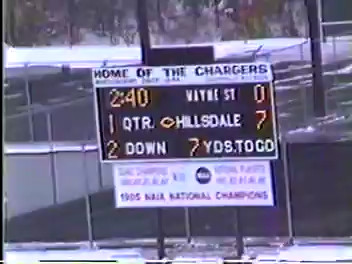 HOME OF THE CHARGERS
2:40 WAYNE ST 0
1 QTR. HILLSDALE 7
2 DOWN 7 YDS.TO GO
NAIA
1985 NAIA NATIONAL CHAMPIONS